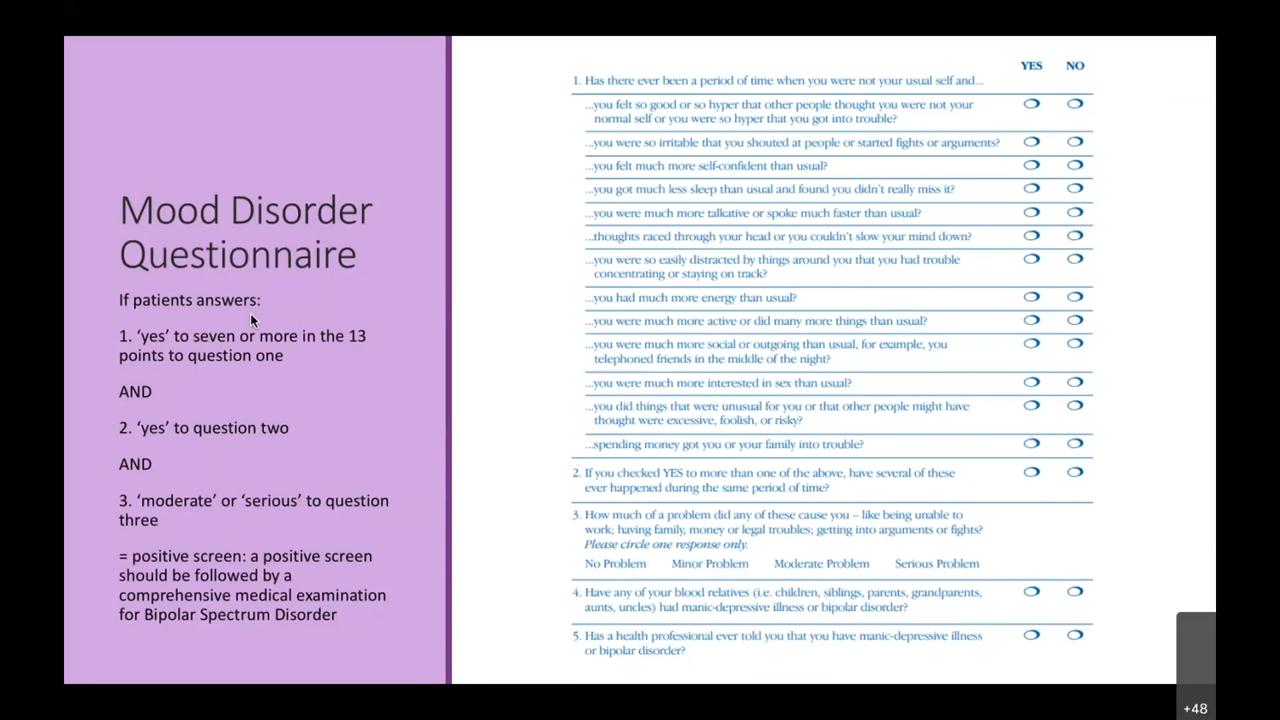 Mood Disorder
Questionnaire
If patients answers:
1. ‘yes’ to seven or more in the 13
points to question one
AND
2. ‘yes’ to question two
AND
3. ‘moderate’ or ‘serious’ to question
three
= positive screen: a positive screen
should be followed by a
comprehensive medical examination
for Bipolar Spectrum Disorder
YES NO
1. Has there ever been a period of time when you were not your usual self and...
...you felt so good or so hyper that other people thought you were not your
normal self or you were so hyper that you got into trouble?
...you were so irritable that you shouted at people or started fights or arguments?
...you felt much more self-confident than usual?
...you got much less sleep than usual and found you didn’t really miss it?
...you were much more talkative or spoke much faster than usual?
...thoughts raced through your head or you couldn’t slow your mind down?
...you were so easily distracted by things around you that you had trouble
concentrating or staying on track?
...you had much more energy than usual?
...you were much more active or did many more things than usual?
...you were much more social or outgoing than usual, for example, you
telephoned friends in the middle of the night?
...you were much more interested in sex than usual?
...you did things that were unusual for you or that other people might have
thought were excessive, foolish, or risky?
...spending money got you or your family into trouble?
2. If you checked YES to more than one of the above, have several of these
ever happened during the same period of time?
3. How much of a problem did any of these cause you – like being unable to
work; having family, money or legal troubles; getting into arguments or fights?
Please circle one response only.
No Problem Minor Problem Moderate Problem Serious Problem
4. Have any of your blood relatives (i.e. children, siblings, parents, grandparents,
aunts, uncles) had manic-depressive illness or bipolar disorder?
5. Has a health professional ever told you that you have manic-depressive illness
or bipolar disorder?
+48